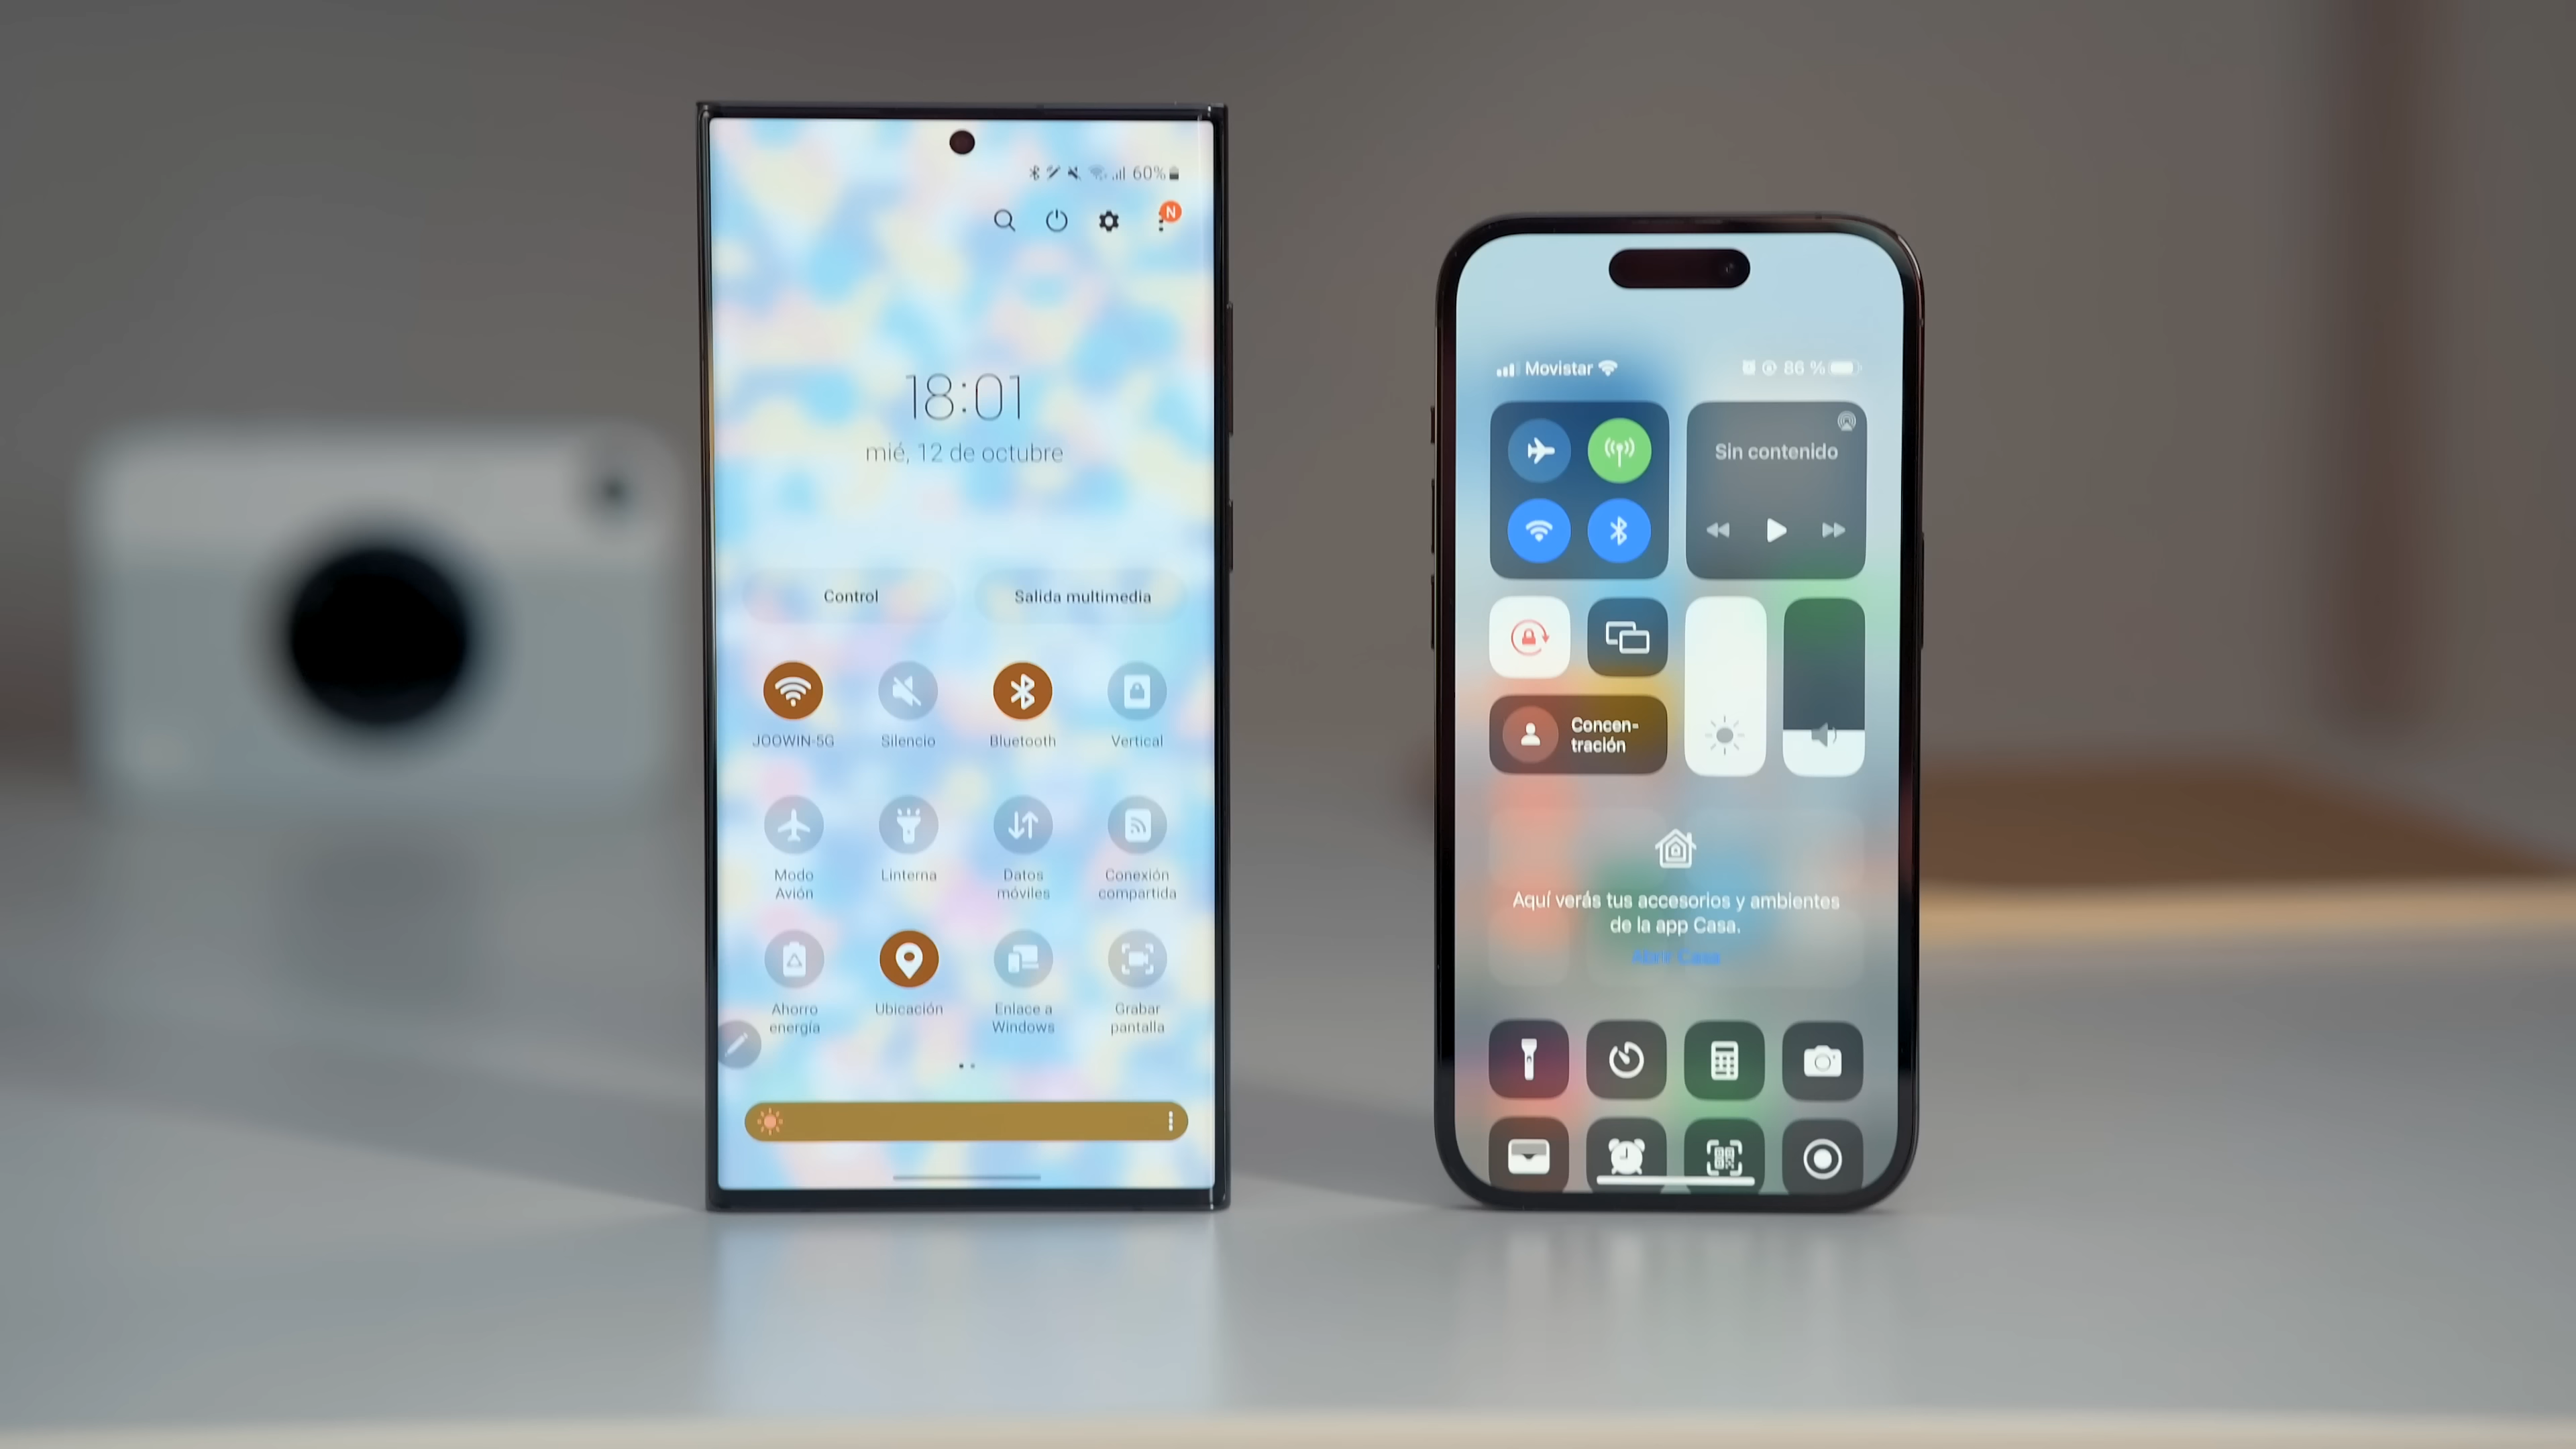 60%
N
18:01
mié, 12 de octubre
Control
Salida multimedia
JOOWIN-5G
Silencio
Bluetooth
Vertical
Modo
Avión
Linterna
Datos
móviles
Conexión
compartida
Ahorro
energía
Ubicación
Enlace a
Windows
Grabar
pantalla
Movistar
86 %
Sin contenido
Concen-
tración
Aquí verás tus accesorios y ambientes
de la app Casa.
Abrir Casa